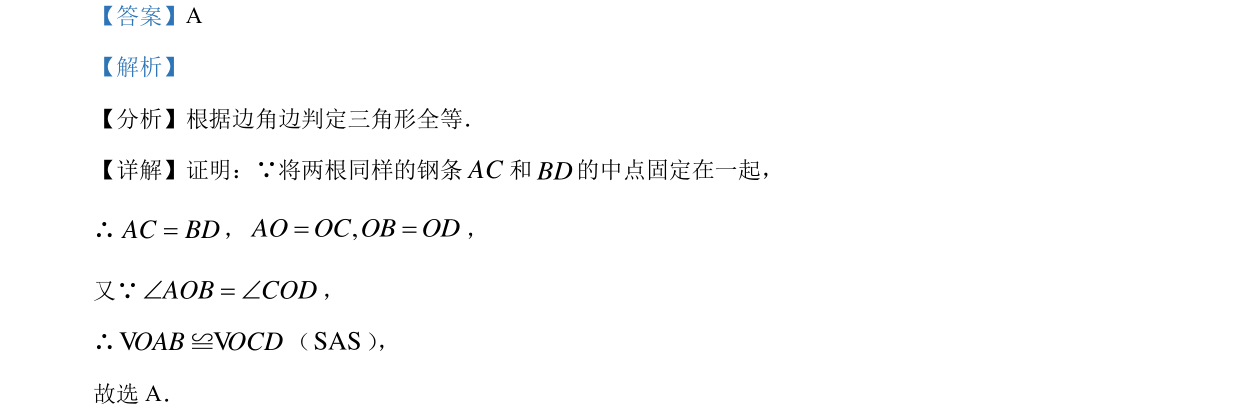 【答案】A
【解析】
【分析】根据边角边判定三角形全等．
【详解】证明：∵将两根同样的钢条 AC 和 BD 的中点固定在一起，
∴ AC = BD， AO = OC, OB = OD，
又∵ ∠AOB = ∠COD，
∴ VOAB ≌ VOCD（SAS），
故选 A．